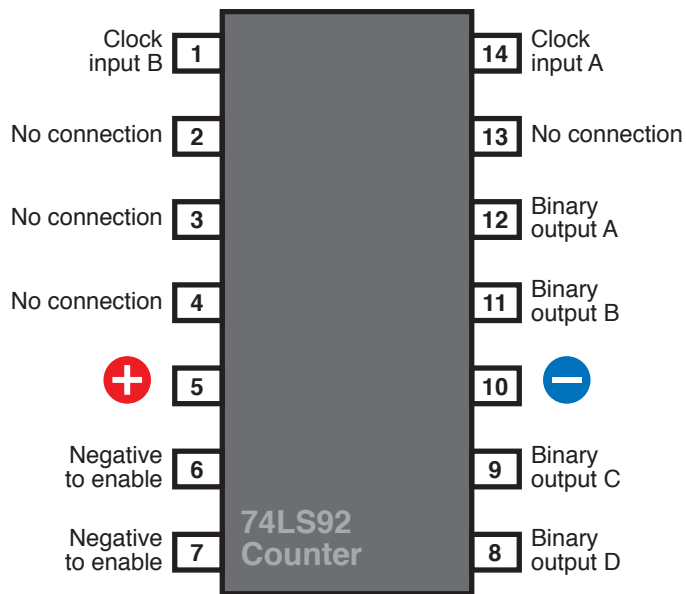 Clock
input B
1
14
Clock
input A
No connection
2
13
No connection
No connection
3
12
Binary
output A
No connection
4
11
Binary
output B
+
5
10
−
Negative
to enable
6
9
Binary
output C
Negative
to enable
7
74LS92
Counter
8
Binary
output D